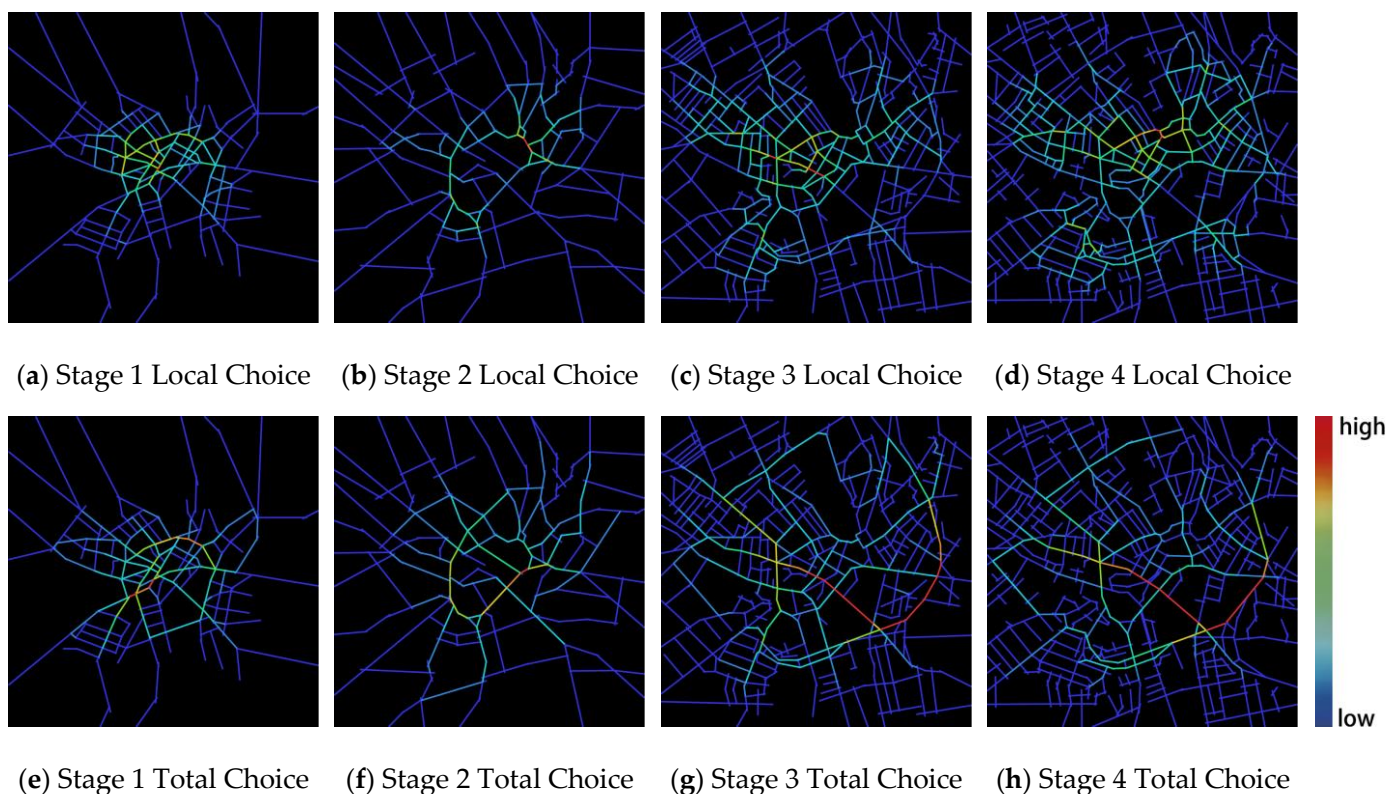 (a) Stage 1 Local Choice
(b) Stage 2 Local Choice
(c) Stage 3 Local Choice
(d) Stage 4 Local Choice
high
low
(e) Stage 1 Total Choice
(f) Stage 2 Total Choice
(g) Stage 3 Total Choice
(h) Stage 4 Total Choice